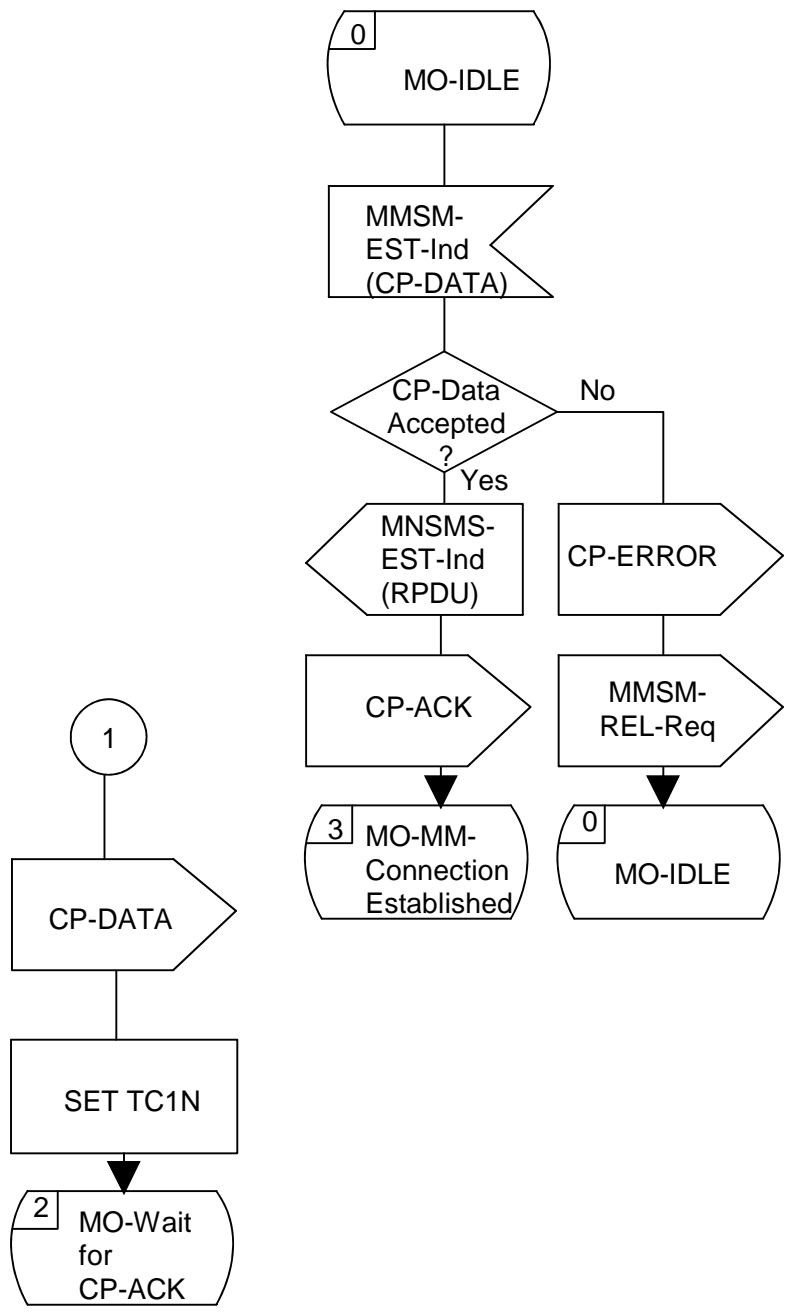 0
MO-IDLE
MMSM-
EST-Ind
(CP-DATA)
CP-Data
Accepted
?
No
Yes
MNSMS-
EST-Ind
(RPDU)
CP-ERROR
CP-ACK
MMSM-
REL-Req
3
MO-MM-
Connection
Established
0
MO-IDLE
1
CP-DATA
SET TC1N
2
MO-Wait
for
CP-ACK